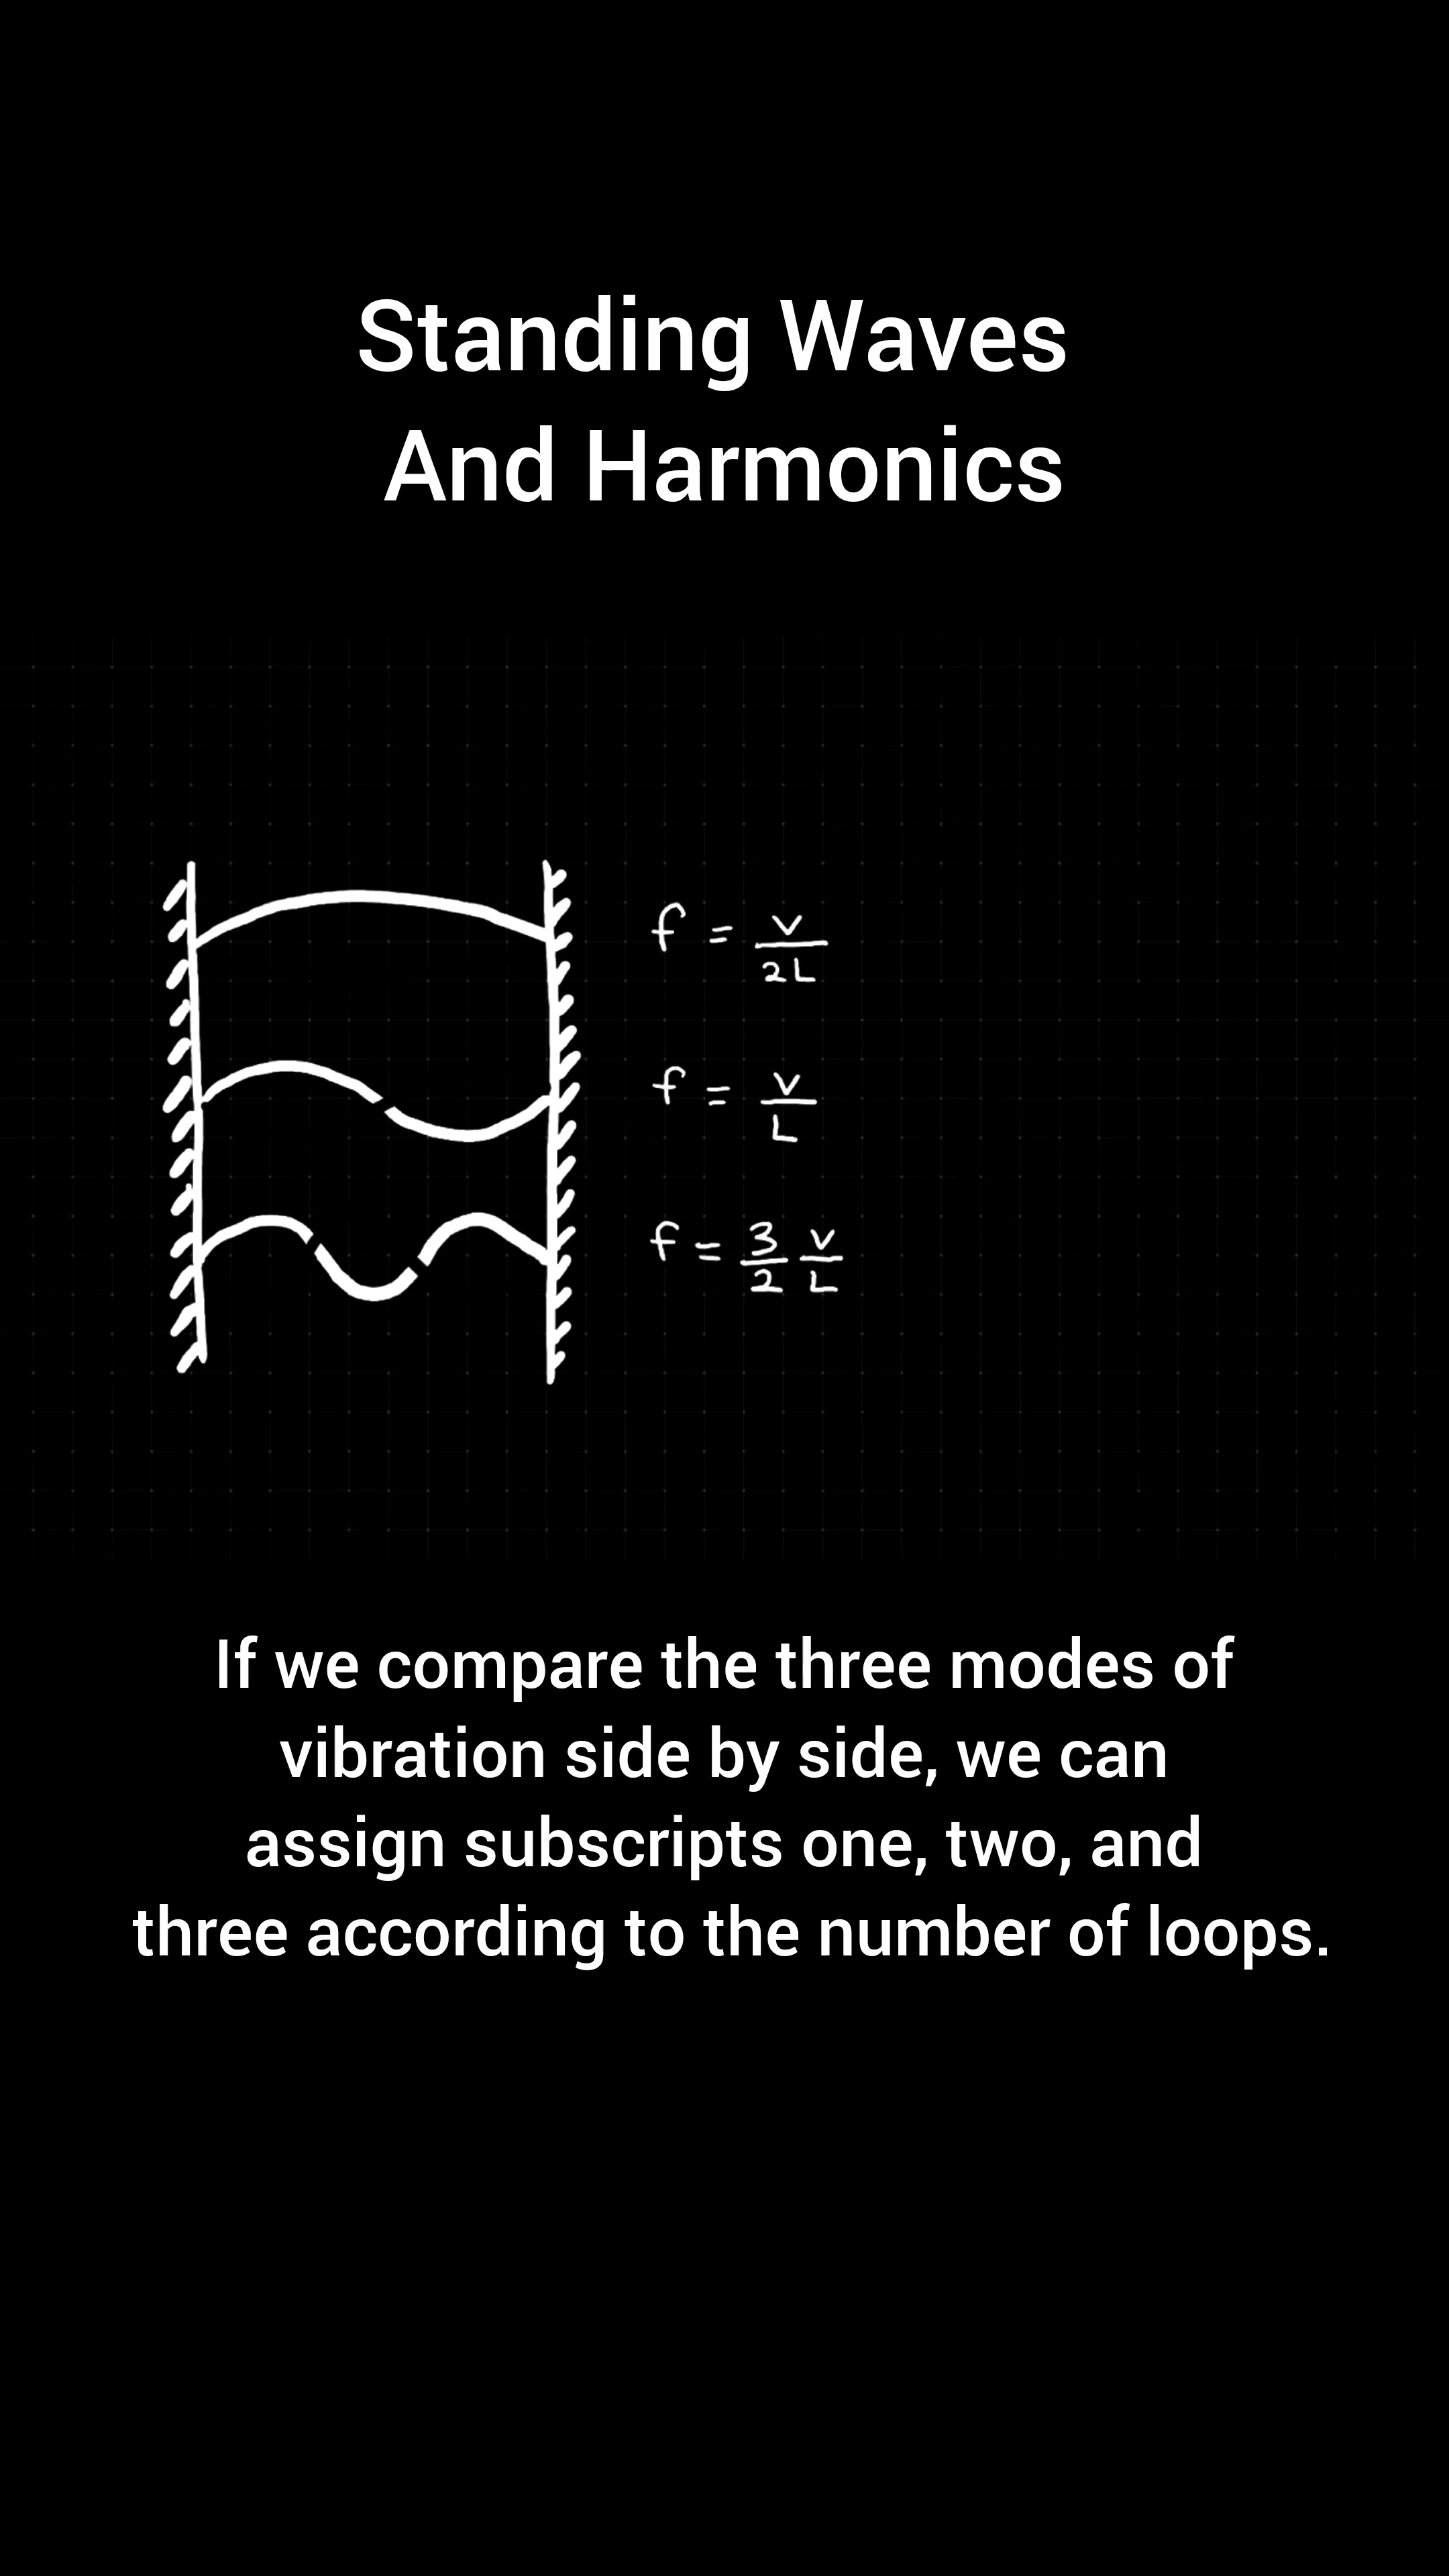 Standing Waves
And Harmonics
f = v/2L
f = v/L
f = 3/2 v/L
If we compare the three modes of
vibration side by side, we can
assign subscripts one, two, and
three according to the number of loops.